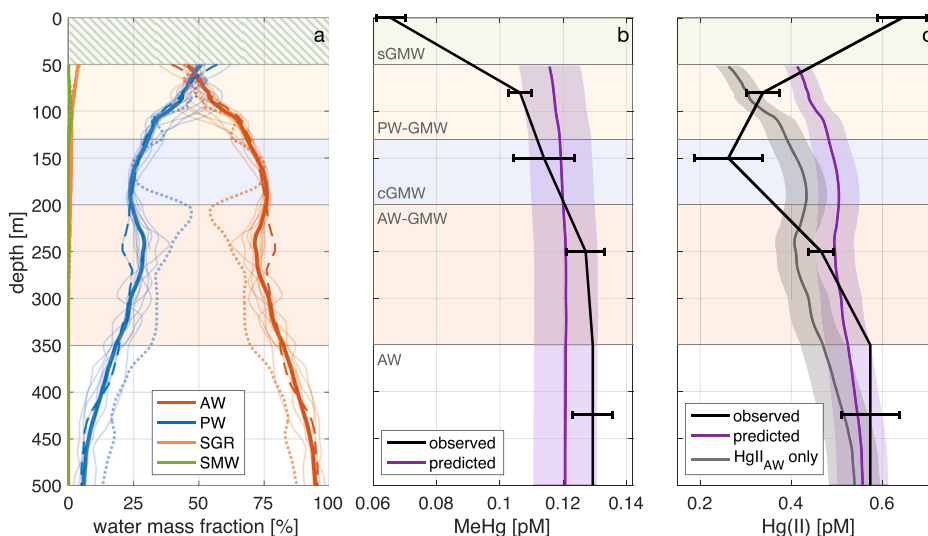 a
b
c
0
50
100
150
200
250
300
350
400
450
500
depth [m]
AW
PW
SGR
SMW
0
25
50
75
100
water mass fraction [%]
sGMW
PW-GMW
cGMW
AW-GMW
AW
observed
predicted
0.06
0.08
0.1
0.12
0.14
MeHg [pM]
observed
predicted
HgIIAW only
0.2
0.4
0.6
Hg(II) [pM]